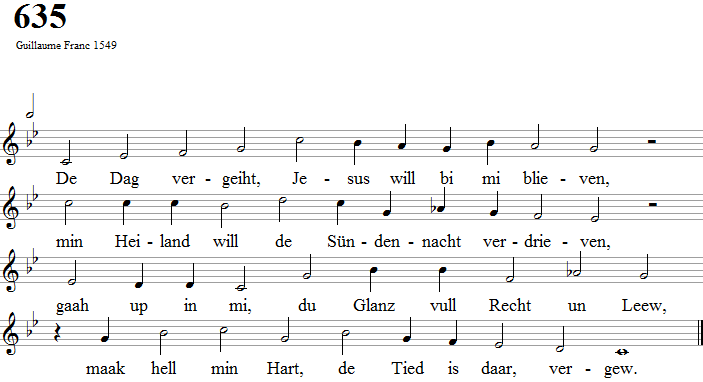 635
Guillaume Franc 1549
De Dag ver - geiht, Je - sus will bi mi blie - ven,
min Hei - land will de Sün - den - nacht ver - drie - ven,
gaah up in mi, du Glanz vull Recht un Leew,
maak hell min Hart, de Tied is daar, ver - gew.